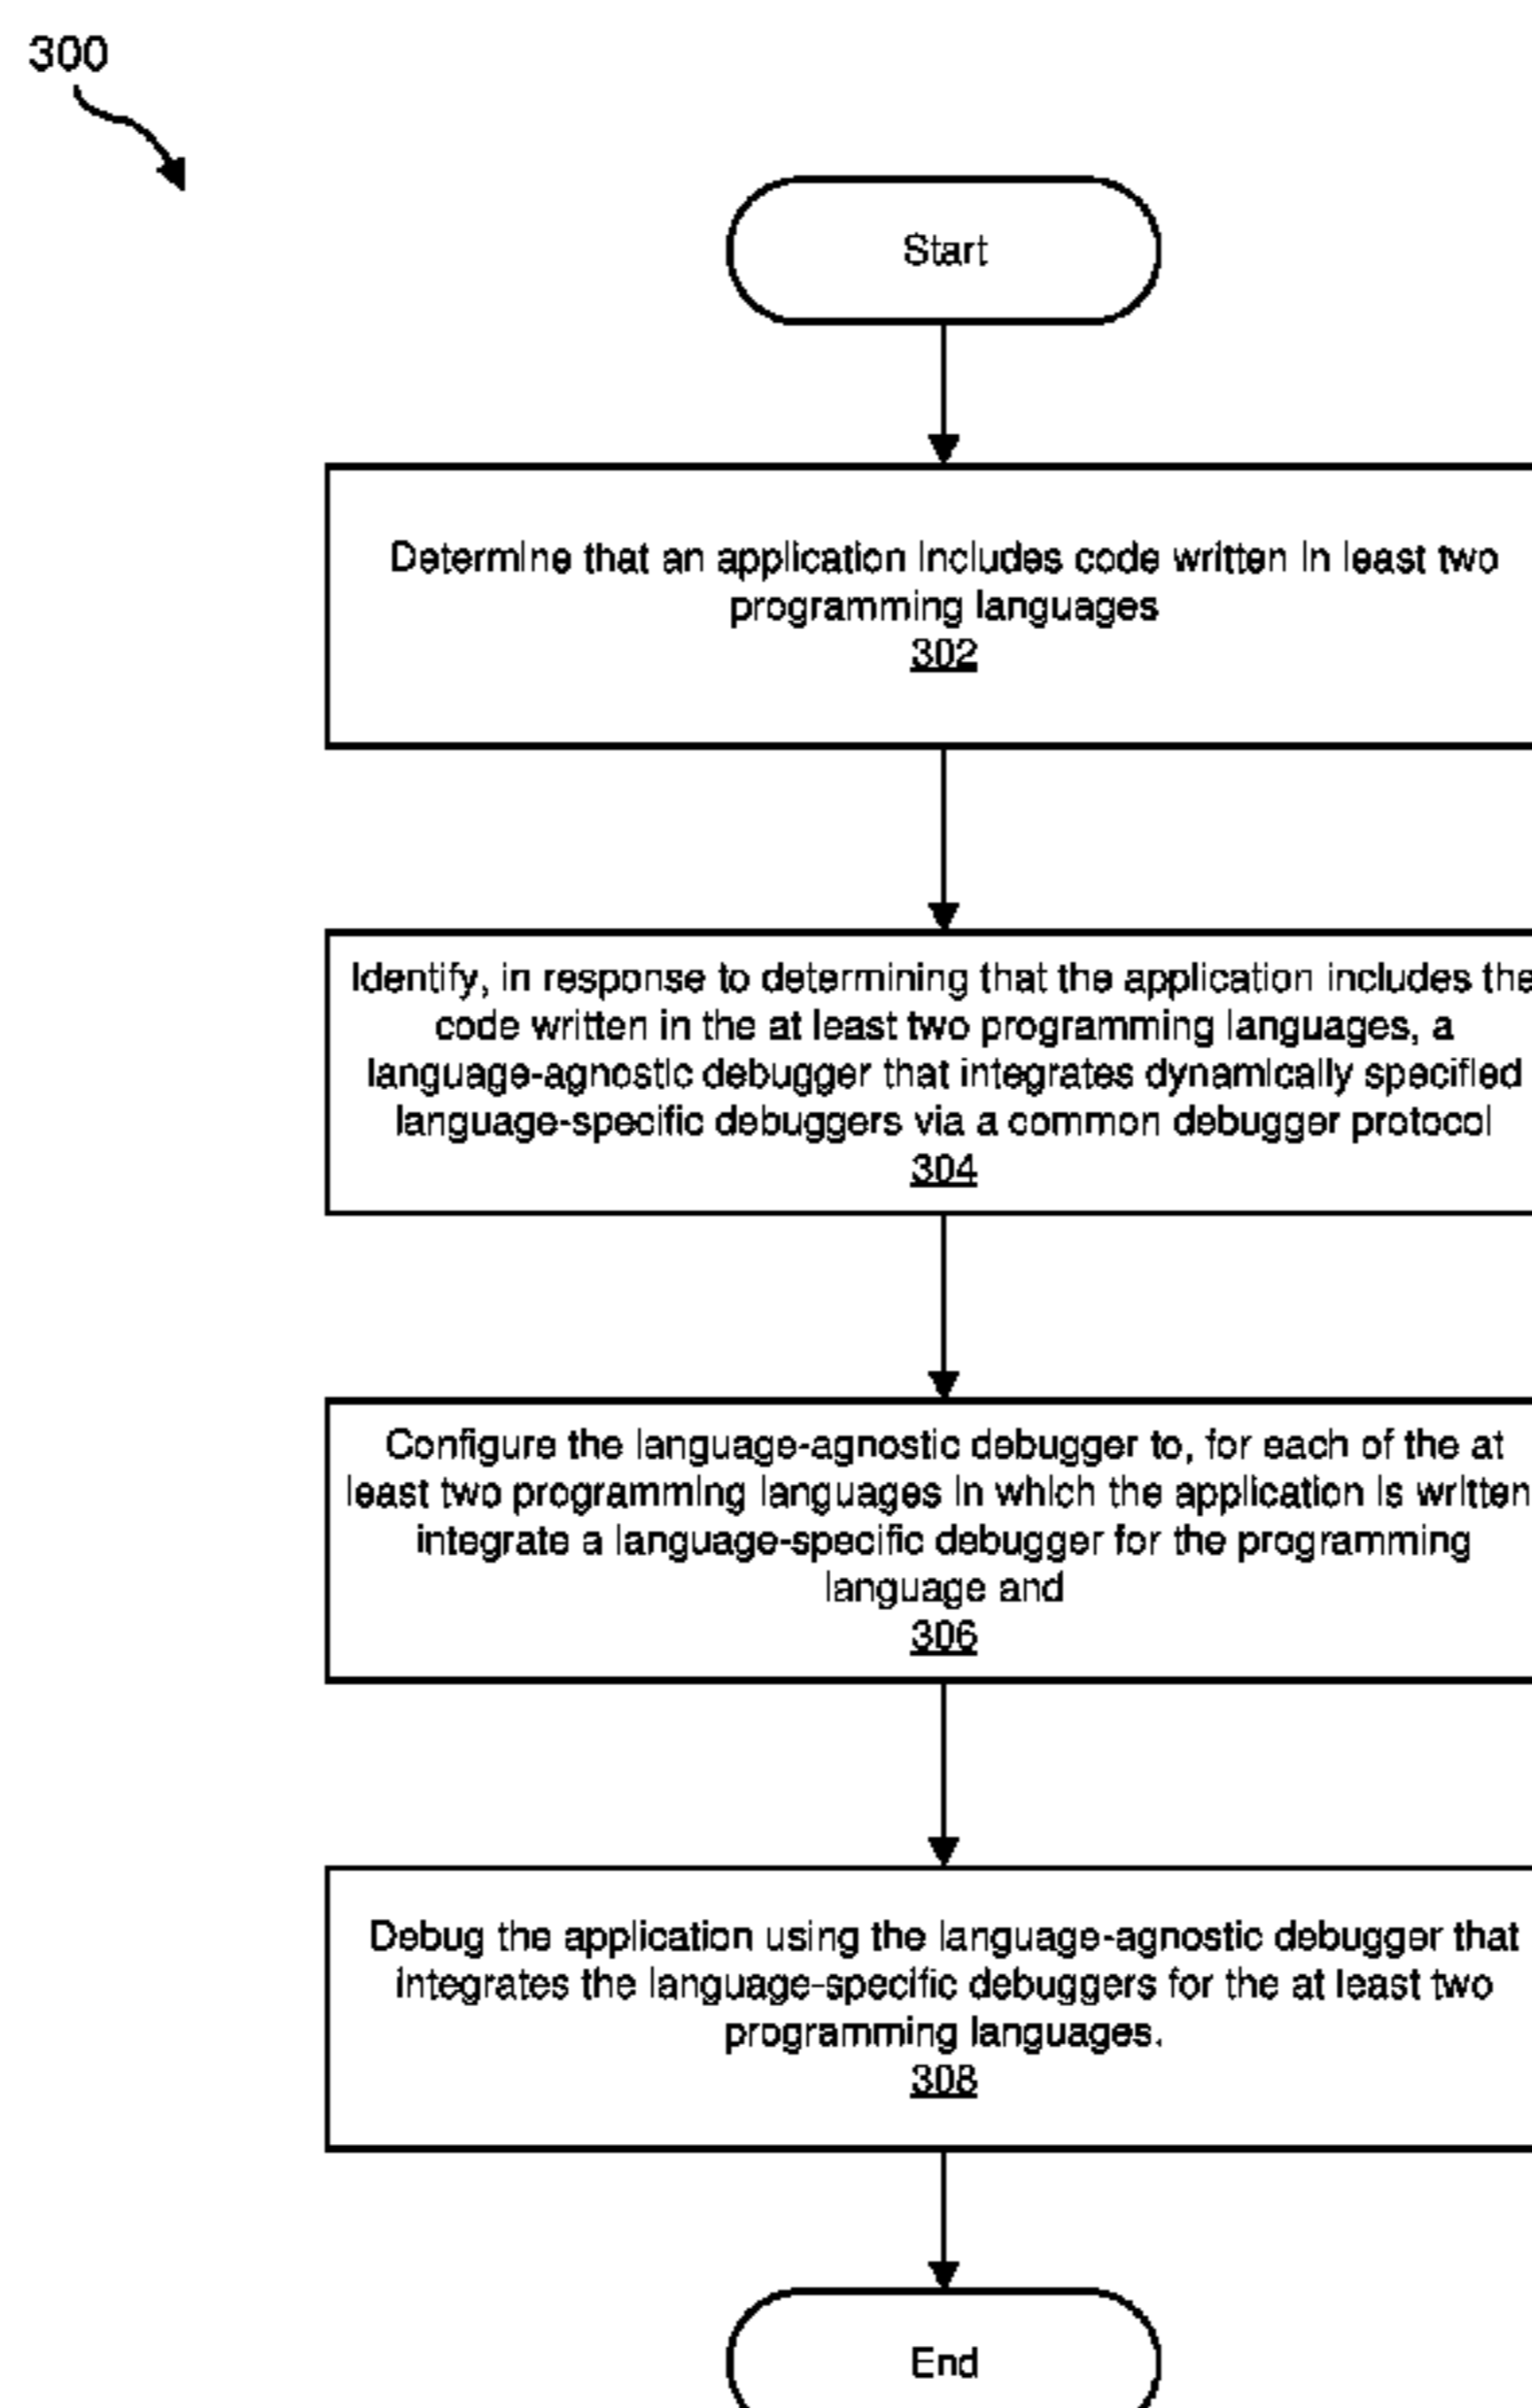 300
Start
Determine that an application includes code written in least two
programming languages
302
Identify, in response to determining that the application includes the
code written in the at least two programming languages, a
language-agnostic debugger that integrates dynamically specified
language-specific debuggers via a common debugger protocol
304
Configure the language-agnostic debugger to, for each of the at
least two programming languages in which the application is written
integrate a language-specific debugger for the programming
language and
306
Debug the application using the language-agnostic debugger that
integrates the language-specific debuggers for the at least two
programming languages.
308
End